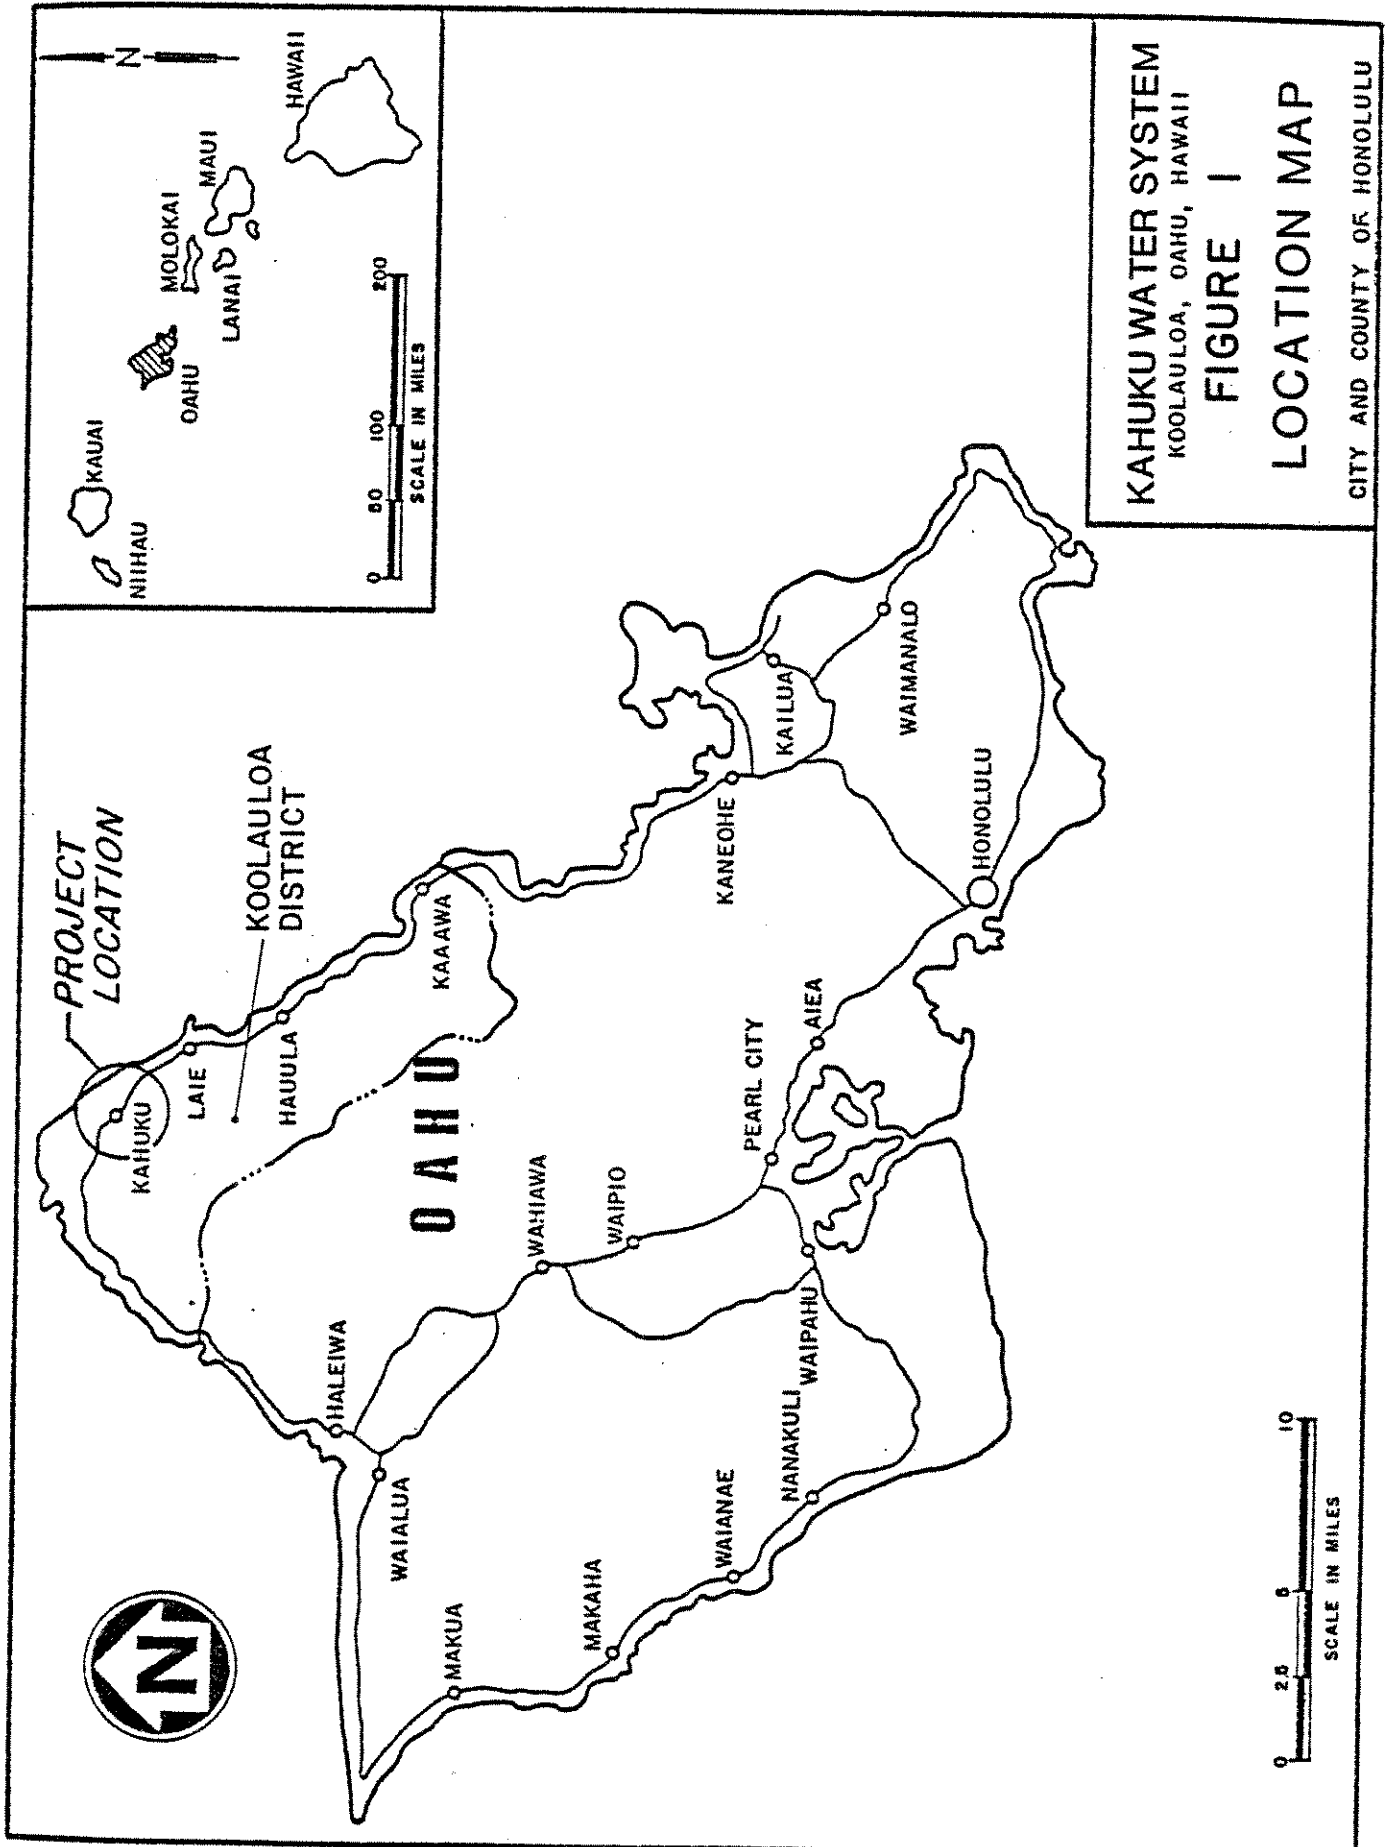 N
KAUAI
NIIHAU
OAHU
MOLOKAI
LANAI
MAUI
HAWAII
0 50 100 200
SCALE IN MILES
N
PROJECT
LOCATION
KOOLAULOA
DISTRICT
KAHUKU
LAIE
HAUULA
KAAAWA
OAHU
HALEIWA
WAIALUA
MAKUA
MAKAHA
WAIANAE
NANAKULI
WAHIAWA
WAIPIO
WAIPAHU
PEARL CITY
AIEA
KANEOHE
KAILUA
WAIMANALO
HONOLULU
0 2.5 5 10
SCALE IN MILES
KAHUKU WATER SYSTEM
KOOLAULOA, OAHU, HAWAII
FIGURE 1
LOCATION MAP
CITY AND COUNTY OF HONOLULU